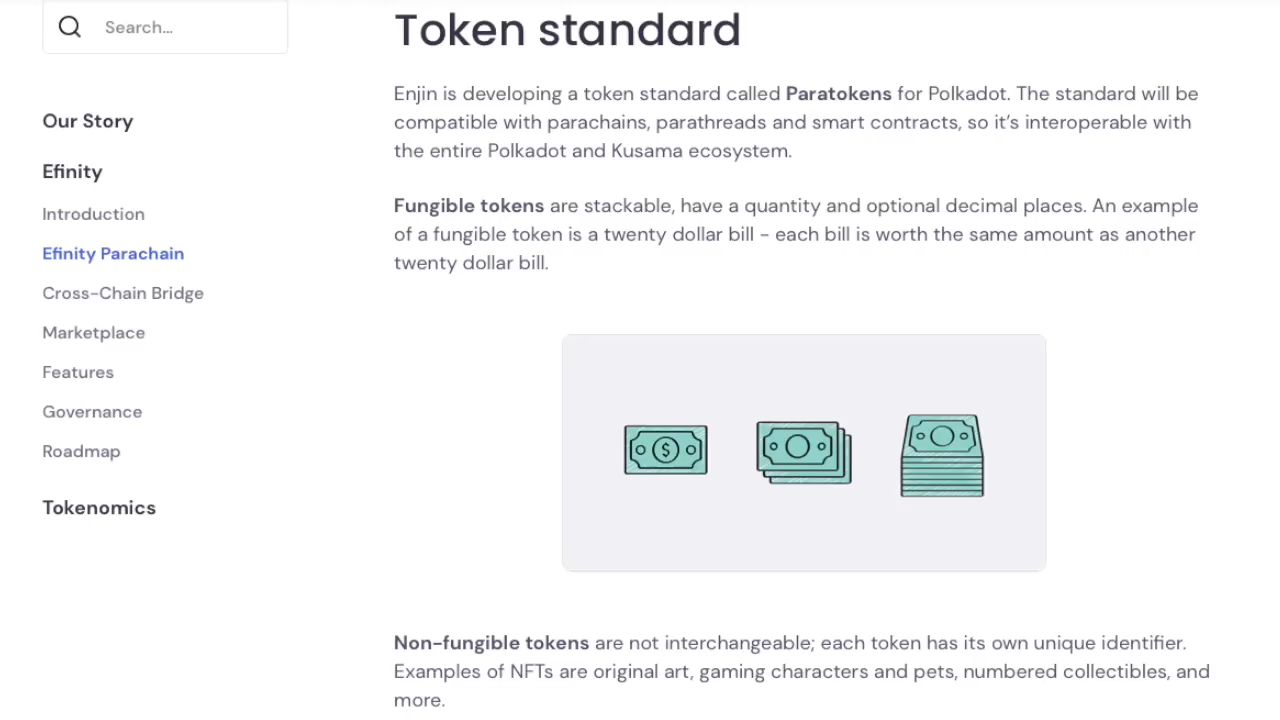 Search...
Our Story
Efinity
Introduction
Efinity Parachain
Cross-Chain Bridge
Marketplace
Features
Governance
Roadmap
Tokenomics
Token standard
Enjin is developing a token standard called Paratokens for Polkadot. The standard will be
compatible with parachains, parathreads and smart contracts, so it's interoperable with
the entire Polkadot and Kusama ecosystem.
Fungible tokens are stackable, have a quantity and optional decimal places. An example
of a fungible token is a twenty dollar bill - each bill is worth the same amount as another
twenty dollar bill.
$
Non-fungible tokens are not interchangeable; each token has its own unique identifier.
Examples of NFTs are original art, gaming characters and pets, numbered collectibles, and
more.